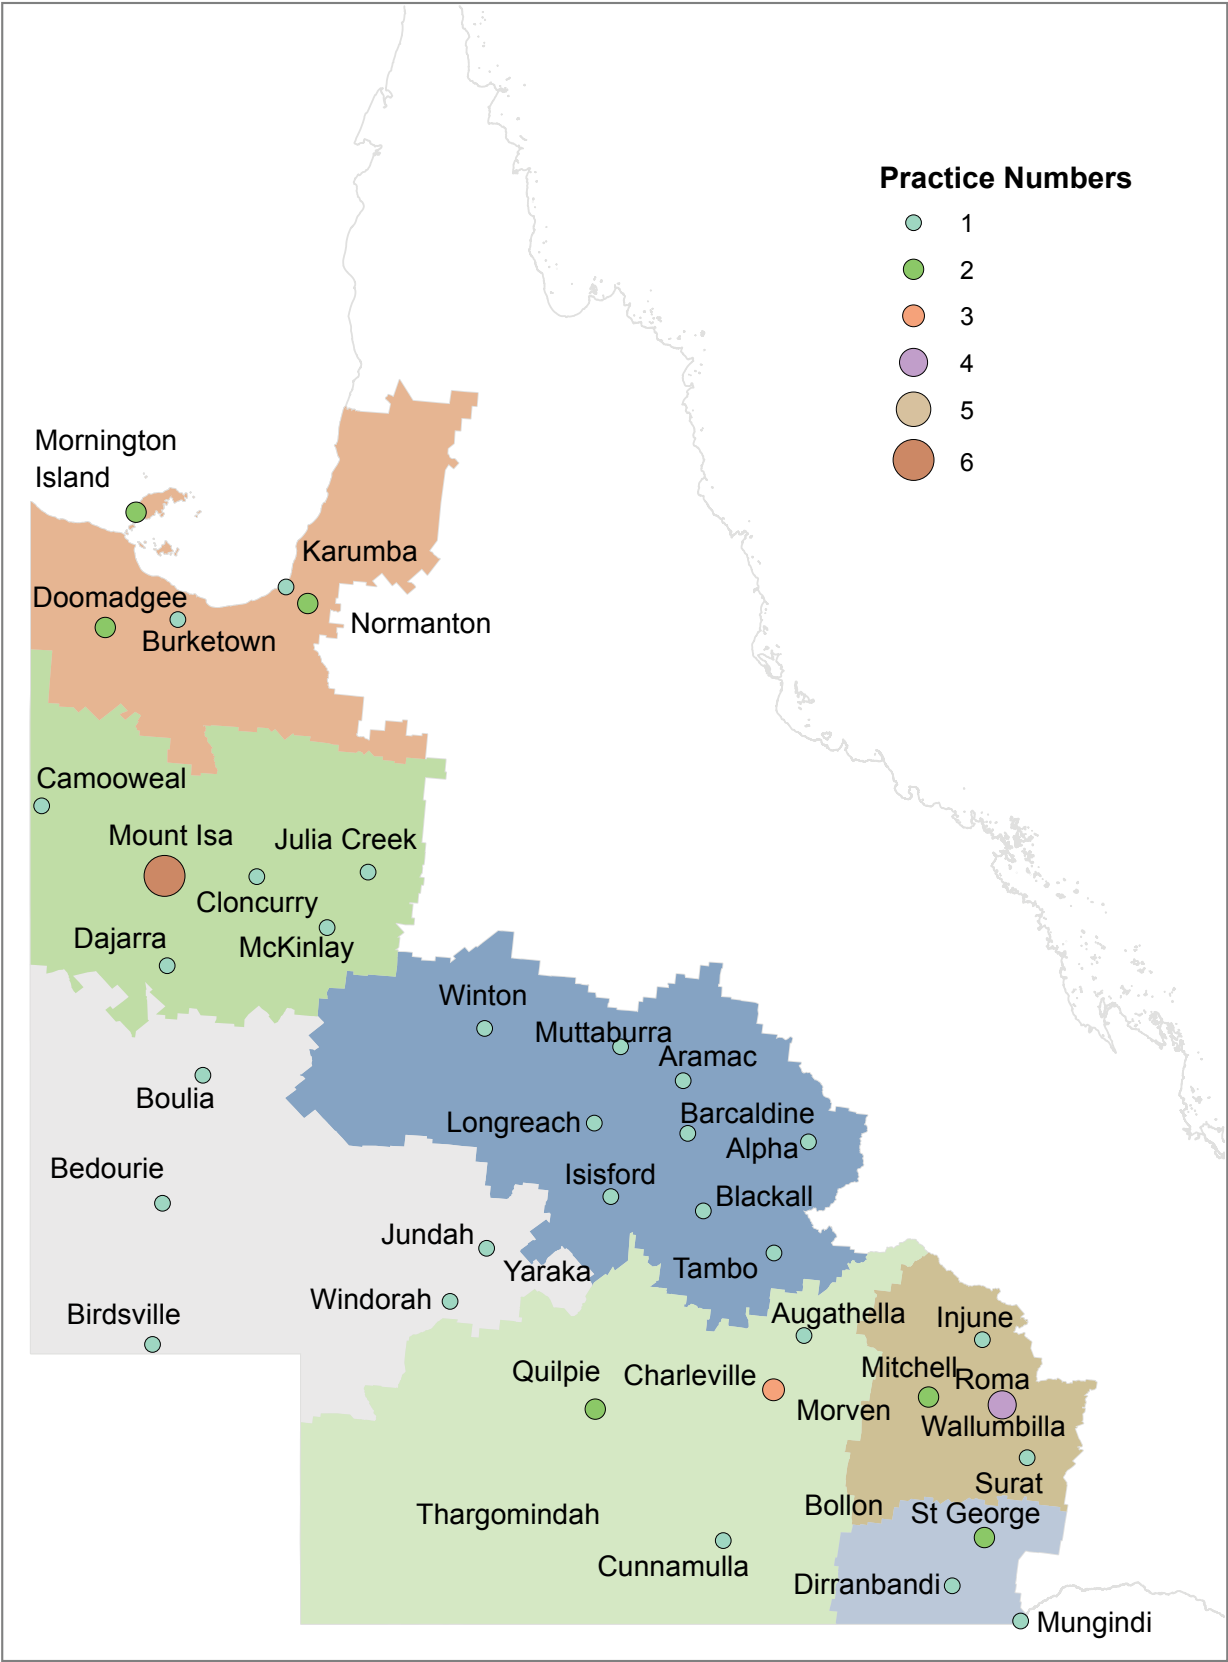 Practice Numbers
1
2
3
4
5
6
Mornington
Island
Karumba
Doomadgee
Normanton
Burketown
Camooweal
Mount Isa
Julia Creek
Cloncurry
Dajarra
McKinlay
Winton
Muttaburra
Aramac
Boulia
Longreach
Barcaldine
Alpha
Bedourie
Isisford
Blackall
Jundah
Yaraka
Tambo
Windorah
Birdsville
Augathella
Injune
Quilpie
Charleville
Mitchell
Roma
Morven
Wallumbilla
Surat
Thargomindah
Bollon
St George
Cunnamulla
Dirranbandi
Mungindi